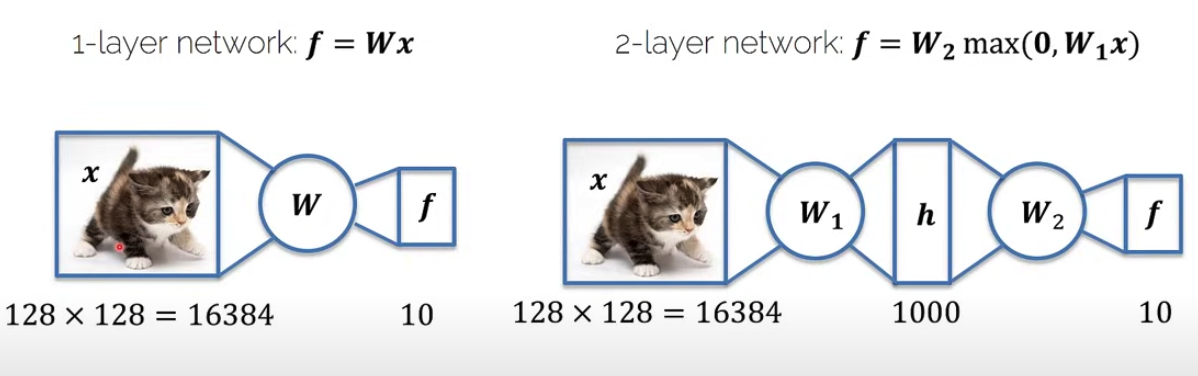 1-layer network: f = Wx
x
W
f
128 × 128 = 16384
10
2-layer network: f = W₂ max(0, W₁x)
x
W₁
h
W₂
f
128 × 128 = 16384
1000
10